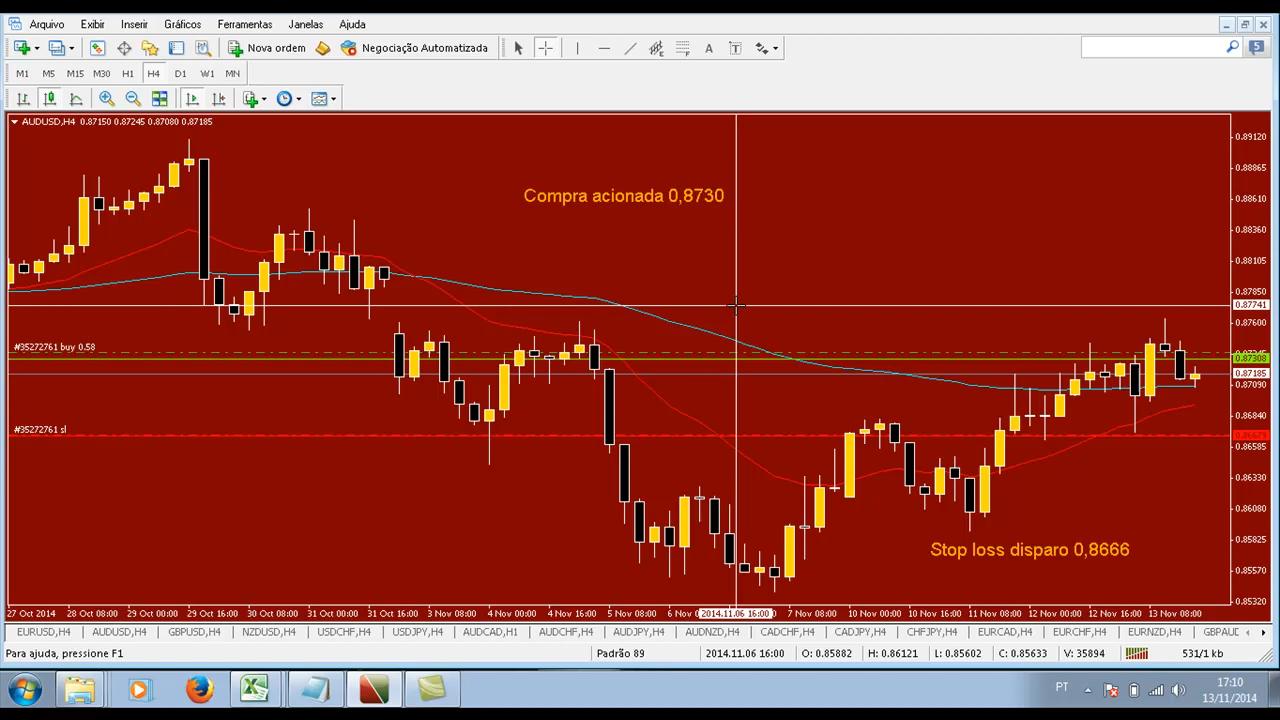 Arquivo Exibir Inserir Gráficos Ferramentas Janelas Ajuda
Nova ordem Negociação Automatizada A T 5
M1 M5 M15 M30 H1 H4 D1 W1 MN
AUDUSD,H4 0.87150 0.87245 0.87080 0.87185
0.89120
0.88865
Compra acionada 0,8730
0.88610
0.88360
0.88105
0.87850
0.87741
0.87600
#35272761 buy 0.58
0.87308
0.87185
0.87090
0.86840
#35272761 sl
0.86585
0.86330
0.86080
Stop loss disparo 0,8666
0.85825
0.85570
0.85320
27 Oct 2014 28 Oct 08:00 29 Oct 00:00 29 Oct 16:00 30 Oct 08:00 31 Oct 00:00 31 Oct 16:00 3 Nov 08:00 4 Nov 00:00 4 Nov 16:00 5 Nov 08:00 6 Nov 2014.11.06 16:00 7 Nov 08:00 10 Nov 00:00 10 Nov 16:00 11 Nov 08:00 12 Nov 00:00 12 Nov 16:00 13 Nov 08:00
EURUSD,H4 AUDUSD,H4 GBPUSD,H4 NZDUSD,H4 USDCHF,H4 USDJPY,H4 AUDCAD,H1 AUDCHF,H4 AUDJPY,H4 AUDNZD,H4 CADCHF,H4 CADJPY,H4 CHFJPY,H4 EURCAD,H4 EURCHF,H4 EURNZD,H4 GBPAUD
Para ajuda, pressione F1 Padrão 89 2014.11.06 16:00 O: 0.85882 H: 0.86121 L: 0.85602 C: 0.85633 V: 35894 531/1 kb
PT 17:10
13/11/2014